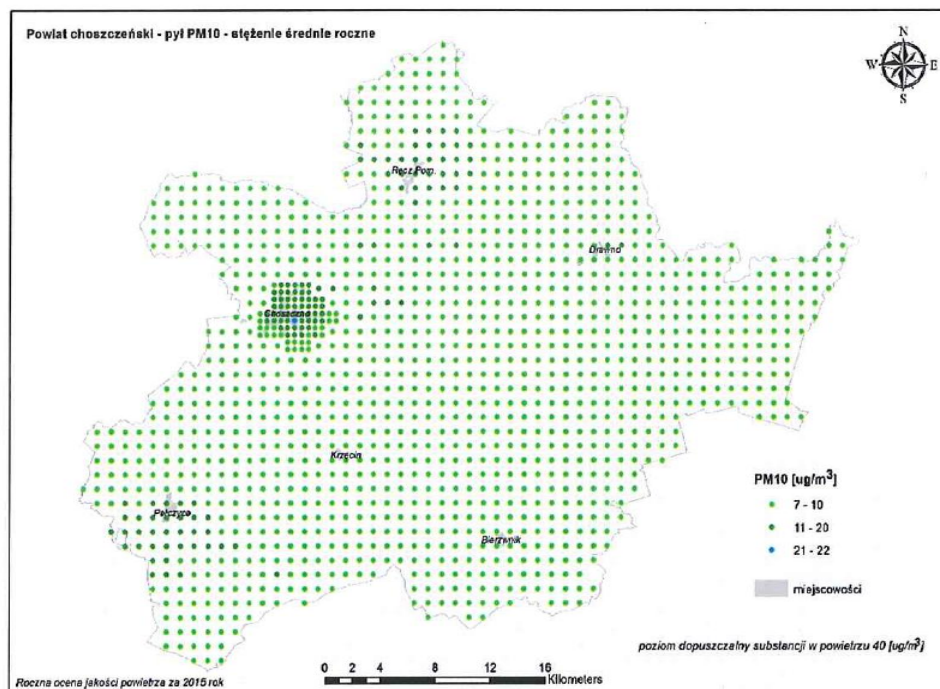 Powiat choszczeński - pył PM10 - stężenie średnie roczne
N
W E
S
Recz Pom.
Drawno
Choszczno
Krzęcin
Pełczyce
Bierzwnik
PM10 [ug/m³]
7 - 10
11 - 20
21 - 22
miejscowości
poziom dopuszczalny substancji w powietrzu 40 [ug/m³]
0 2 4 8 12 16
Kilometers
Roczna ocena jakości powietrza za 2015 rok